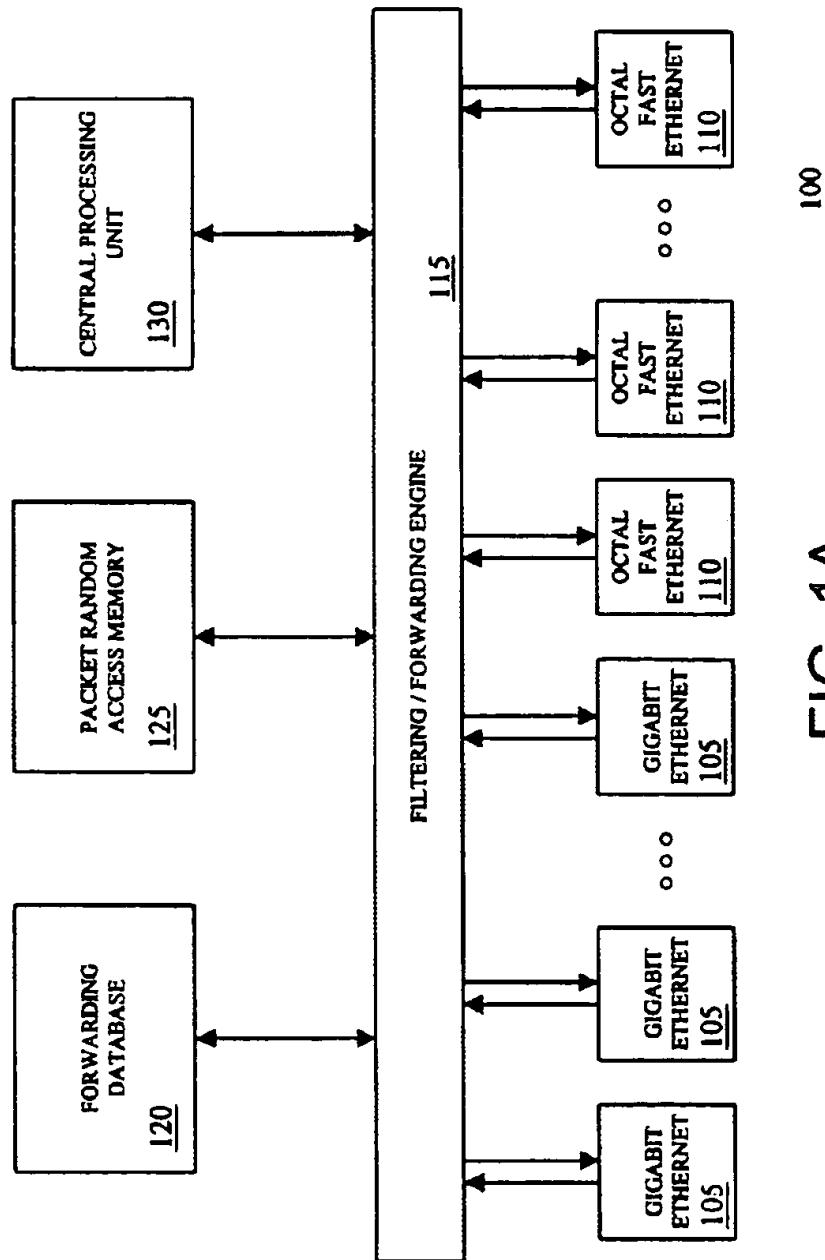 FORWARDING
DATABASE
120
PACKET RANDOM
ACCESS MEMORY
125
CENTRAL PROCESSING
UNIT
130
FILTERING / FORWARDING ENGINE
115
GIGABIT
ETHERNET
105
GIGABIT
ETHERNET
105
GIGABIT
ETHERNET
105
OCTAL
FAST
ETHERNET
110
OCTAL
FAST
ETHERNET
110
OCTAL
FAST
ETHERNET
110
100
FIG. 1A